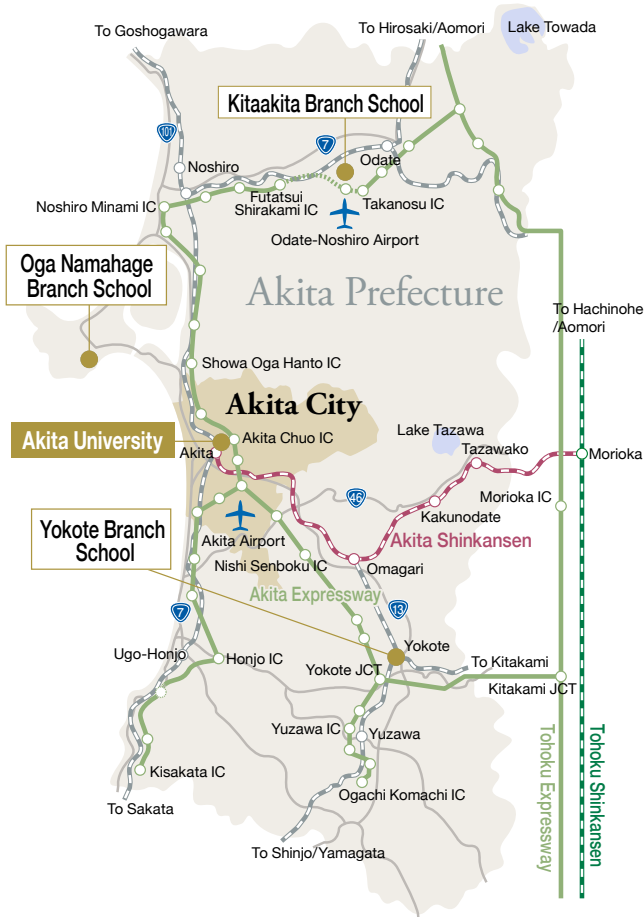 To Goshogawara
To Hirosaki/Aomori
Lake Towada
Kitaakita Branch School
101
7
Odate
Noshiro
Noshiro Minami IC
Futatsui
Shirakami IC
Takanosu IC
Odate-Noshiro Airport
Oga Namahage
Branch School
Akita Prefecture
To Hachinohe
/Aomori
Showa Oga Hanto IC
Akita City
Akita University
Akita Chuo IC
Akita
Lake Tazawa
Tazawako
Morioka
46
Morioka IC
Kakunodate
Yokote Branch
School
Akita Airport
Akita Shinkansen
Nishi Senboku IC
Omagari
Akita Expressway
7
13
Ugo-Honjo
Honjo IC
Yokote
To Kitakami
Yokote JCT
Kitakami JCT
Yuzawa IC
Yuzawa
Kisakata IC
Ogachi Komachi IC
To Sakata
To Shinjo/Yamagata
Tohoku Expressway
Tohoku Shinkansen